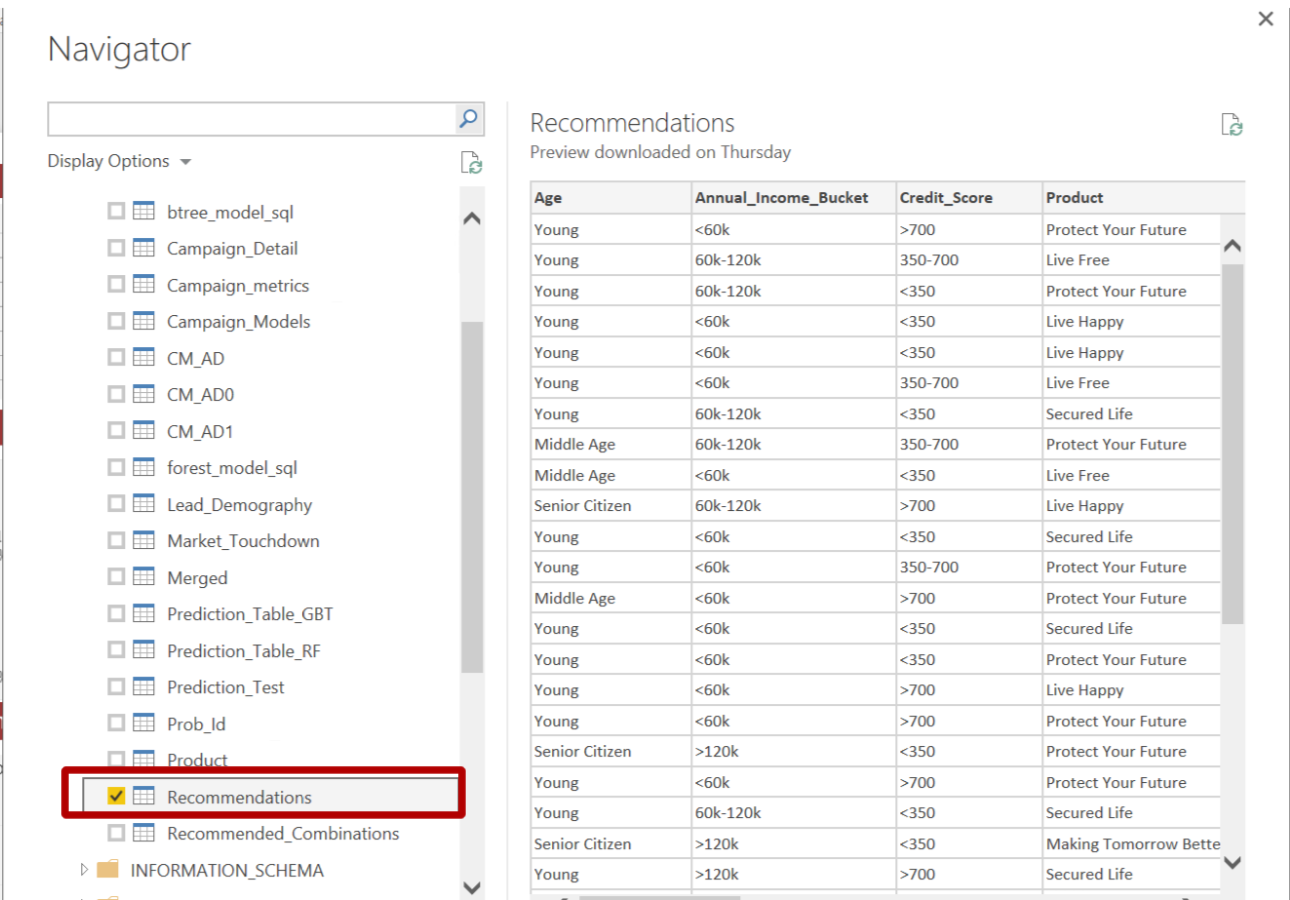 Navigator
Display Options
btree_model_sql
Campaign_Detail
Campaign_metrics
Campaign_Models
CM_AD
CM_AD0
CM_AD1
forest_model_sql
Lead_Demography
Market_Touchdown
Merged
Prediction_Table_GBT
Prediction_Table_RF
Prediction_Test
Prob_Id
Product
Recommendations
Recommended_Combinations
INFORMATION_SCHEMA
Recommendations
Preview downloaded on Thursday
Age Annual_Income_Bucket Credit_Score Product
Young <60k >700 Protect Your Future
Young 60k-120k 350-700 Live Free
Young 60k-120k <350 Protect Your Future
Young <60k <350 Live Happy
Young <60k <350 Live Happy
Young <60k 350-700 Live Free
Young 60k-120k <350 Secured Life
Middle Age 60k-120k 350-700 Protect Your Future
Middle Age <60k <350 Live Free
Senior Citizen 60k-120k >700 Live Happy
Young <60k <350 Secured Life
Young <60k 350-700 Protect Your Future
Middle Age <60k >700 Protect Your Future
Young <60k <350 Secured Life
Young <60k <350 Protect Your Future
Young <60k >700 Live Happy
Young <60k >700 Protect Your Future
Senior Citizen >120k <350 Protect Your Future
Young <60k >700 Protect Your Future
Young 60k-120k <350 Secured Life
Senior Citizen >120k <350 Making Tomorrow Bette
Young >120k >700 Secured Life